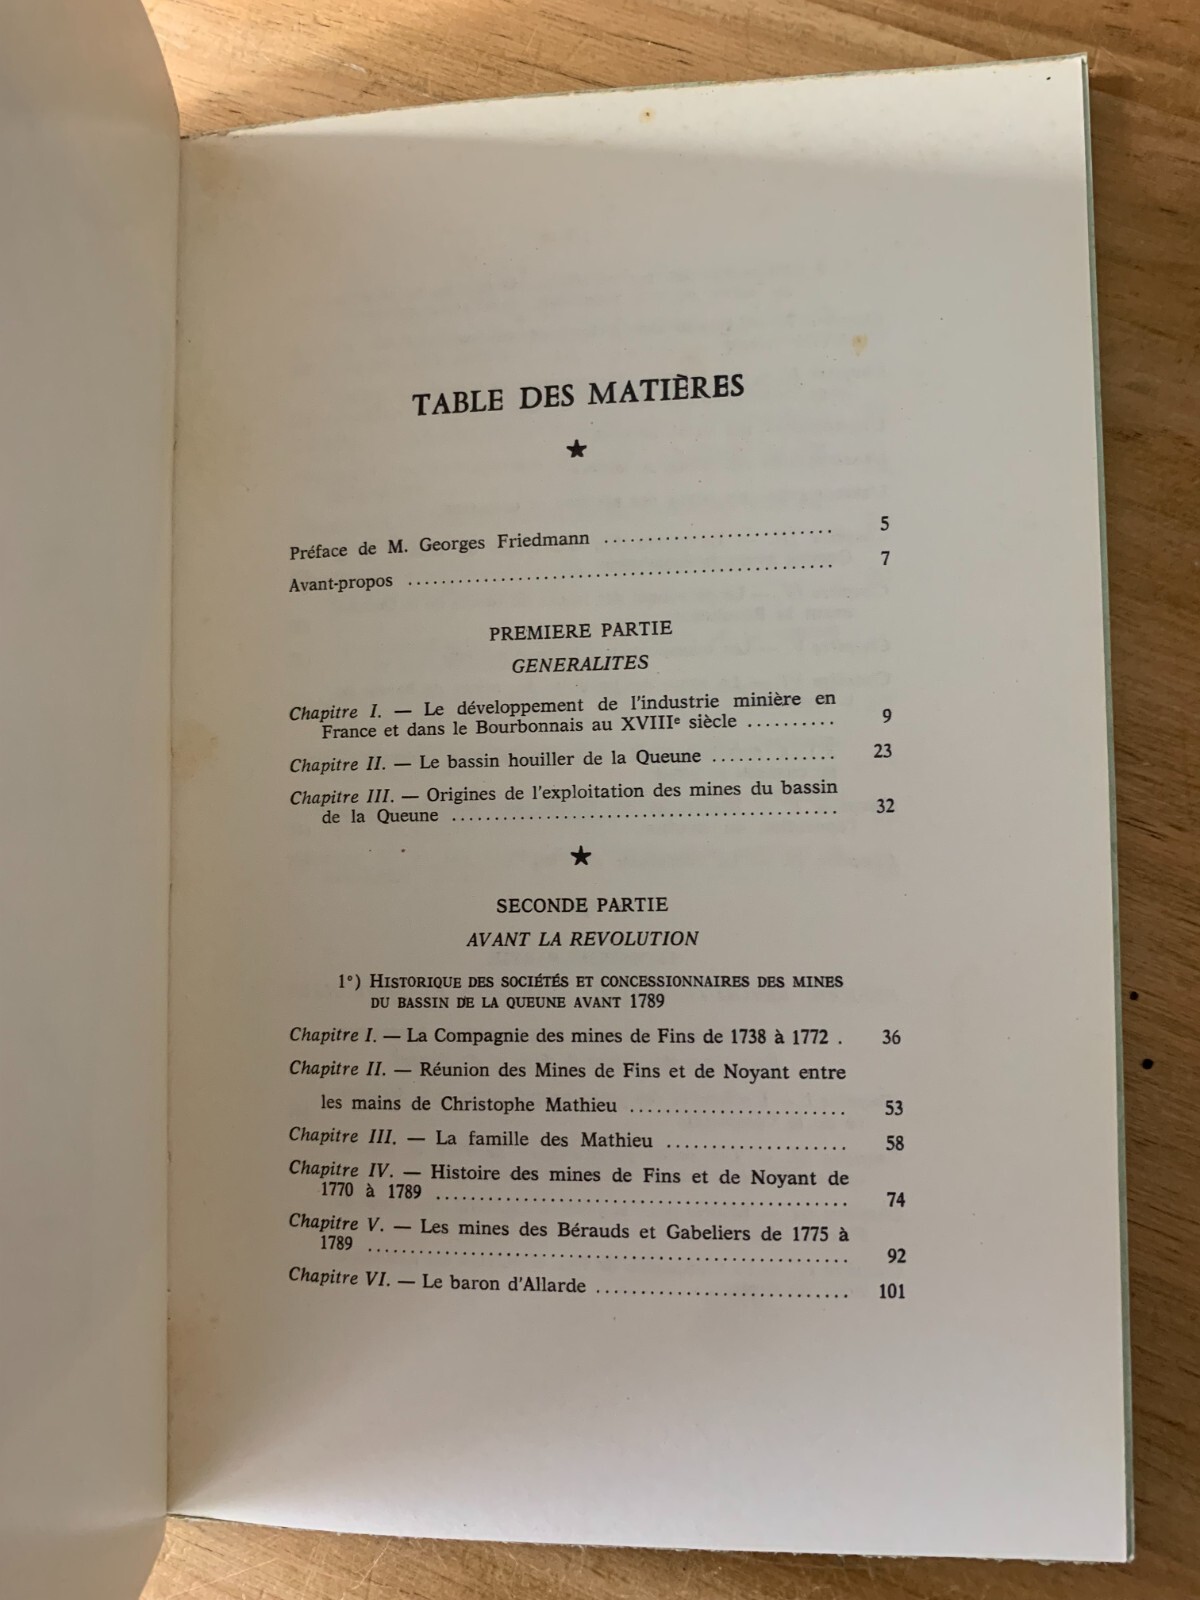 TABLE DES MATIÈRES
★
Préface de M. Georges Friedmann .......................... 5
Avant-propos .................................................. 7
PREMIERE PARTIE
GENERALITES
Chapitre I. — Le développement de l'industrie minière en
France et dans le Bourbonnais au XVIIIe siècle .......... 9
Chapitre II. — Le bassin houiller de la Queune .............. 23
Chapitre III. — Origines de l'exploitation des mines du bassin
de la Queune ............................................. 32
★
SECONDE PARTIE
AVANT LA REVOLUTION
1°) HISTORIQUE DES SOCIÉTÉS ET CONCESSIONNAIRES DES MINES
DU BASSIN DE LA QUEUNE AVANT 1789
Chapitre I. — La Compagnie des mines de Fins de 1738 à 1772 . 36
Chapitre II. — Réunion des Mines de Fins et de Noyant entre
les mains de Christophe Mathieu ......................... 53
Chapitre III. — La famille des Mathieu ..................... 58
Chapitre IV. — Histoire des mines de Fins et de Noyant de
1770 à 1789 ................................................ 74
Chapitre V. — Les mines des Bérauds et Gabeliers de 1775 à
1789 ........................................................ 92
Chapitre VI. — Le baron d'Allarde ............................ 101